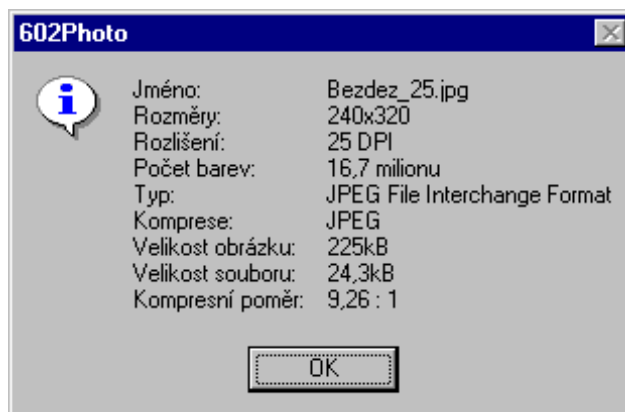 602Photo
Jméno: Bezdez_25.jpg
Rozměry: 240x320
Rozlišení: 25 DPI
Počet barev: 16,7 milionu
Typ: JPEG File Interchange Format
Komprese: JPEG
Velikost obrázku: 225kB
Velikost souboru: 24,3kB
Kompresní poměr: 9,26 : 1
OK